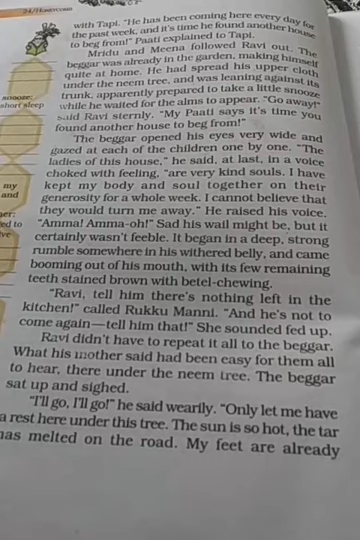 24/HONEYCOMB
with Tapi. "He has been coming here every day for
the past week, and it's time he found another house
to beg from!" Paati explained to Tapi.
Mridu and Meena followed Ravi out. The
beggar was already in the garden, making himself
quite at home. He had spread his upper cloth
under the neem tree, and was leaning against its
trunk, apparently prepared to take a little snooze
while he waited for the alms to appear. "Go away!"
said Ravi sternly. "My Paati says it's time you
found another house to beg from!"
The beggar opened his eyes very wide and
gazed at each of the children one by one. "The
ladies of this house," he said, at last, in a voice
choked with feeling, "are very kind souls. I have
kept my body and soul together on their
generosity for a whole week. I cannot believe that
they would turn me away." He raised his voice.
"Amma! Amma-oh!" Sad his wail might be, but it
certainly wasn't feeble. It began in a deep, strong
rumble somewhere in his withered belly, and came
booming out of his mouth, with its few remaining
teeth stained brown with betel-chewing.
"Ravi, tell him there's nothing left in the
kitchen!" called Rukku Manni. "And he's not to
come again—tell him that!" She sounded fed up.
Ravi didn't have to repeat it all to the beggar.
What his mother said had been easy for them all
to hear, there under the neem tree. The beggar
sat up and sighed.
"I'll go, I'll go!" he said wearily. "Only let me have
a rest here under this tree. The sun is so hot, the tar
has melted on the road. My feet are already
snooze:
short sleep
my
and
ed to